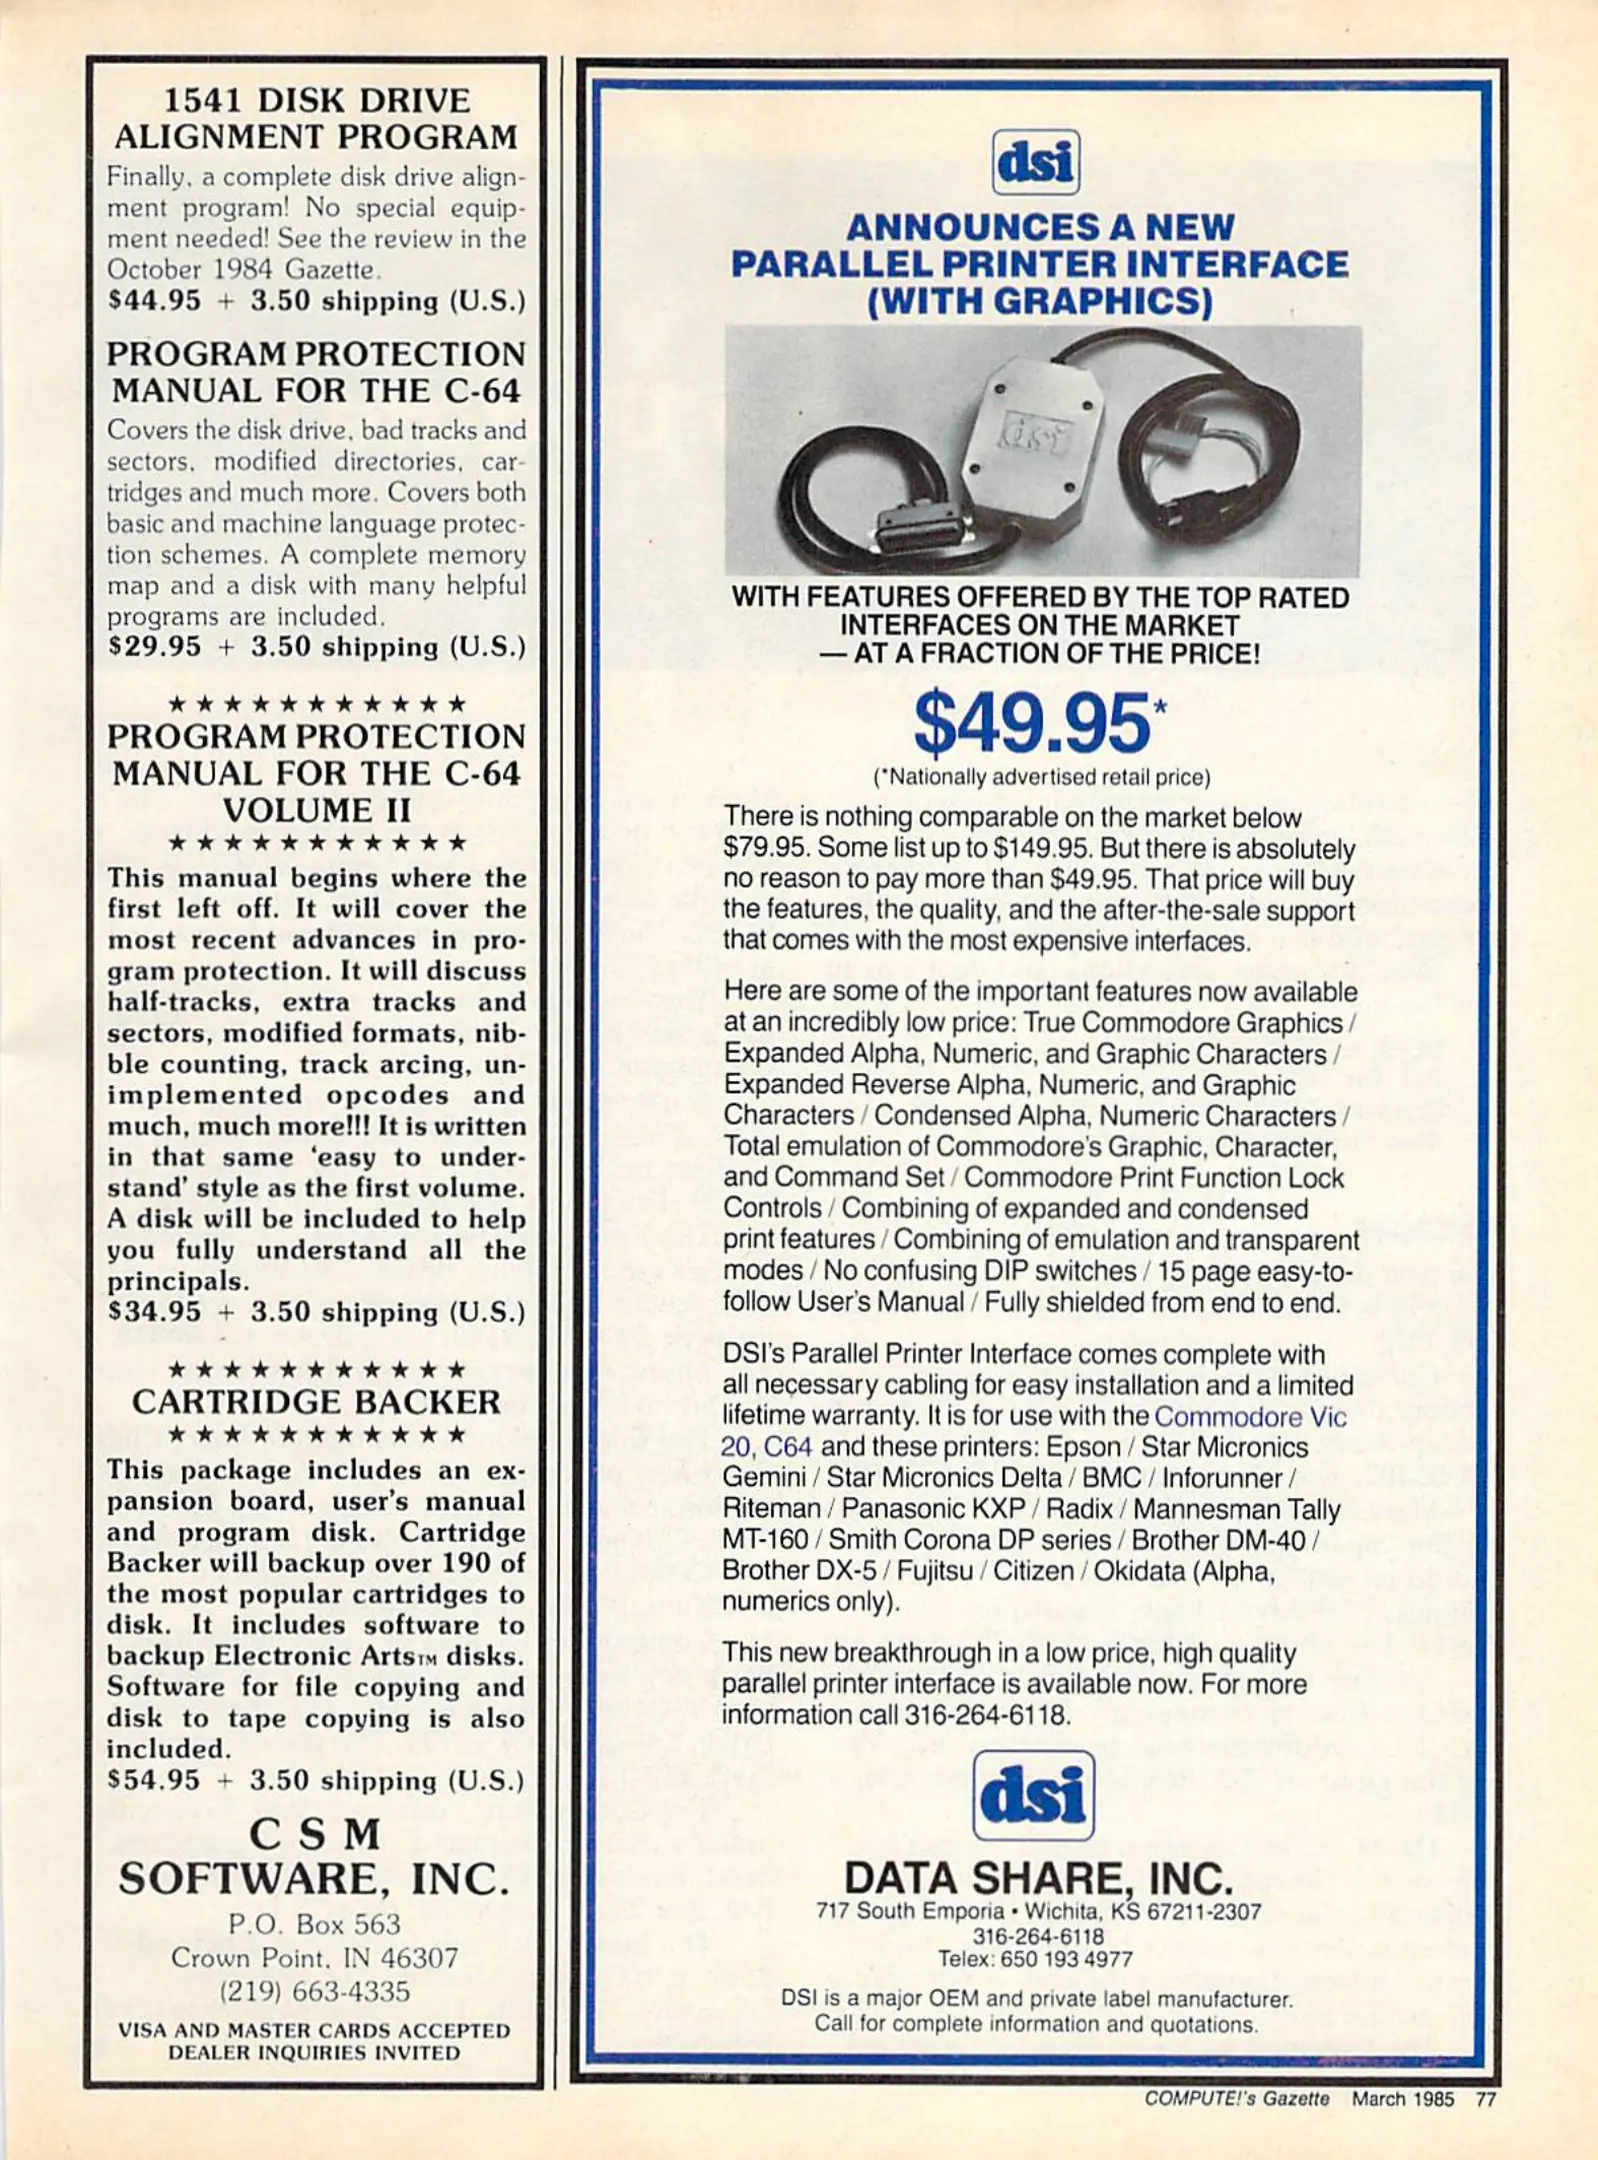 1541 DISK DRIVE
ALIGNMENT PROGRAM
Finally, a complete disk drive align-
ment program! No special equip-
ment needed! See the review in the
October 1984 Gazette.
$44.95 + 3.50 shipping (U.S.)
PROGRAM PROTECTION
MANUAL FOR THE C-64
Covers the disk drive, bad tracks and
sectors, modified directories, car-
tridges and much more. Covers both
basic and machine language protec-
tion schemes. A complete memory
map and a disk with many helpful
programs are included.
$29.95 + 3.50 shipping (U.S.)
★★★★★★★★★★★
PROGRAM PROTECTION
MANUAL FOR THE C-64
VOLUME II
★★★★★★★★★★★
This manual begins where the
first left off. It will cover the
most recent advances in pro-
gram protection. It will discuss
half-tracks, extra tracks and
sectors, modified formats, nib-
ble counting, track arcing, un-
implemented opcodes and
much, much more!!! It is written
in that same 'easy to under-
stand' style as the first volume.
A disk will be included to help
you fully understand all the
principals.
$34.95 + 3.50 shipping (U.S.)
★★★★★★★★★★★
CARTRIDGE BACKER
★★★★★★★★★★★
This package includes an ex-
pansion board, user's manual
and program disk. Cartridge
Backer will backup over 190 of
the most popular cartridges to
disk. It includes software to
backup Electronic Arts™ disks.
Software for file copying and
disk to tape copying is also
included.
$54.95 + 3.50 shipping (U.S.)
C S M
SOFTWARE, INC.
P.O. Box 563
Crown Point, IN 46307
(219) 663-4335
VISA AND MASTER CARDS ACCEPTED
DEALER INQUIRIES INVITED
dsi
ANNOUNCES A NEW
PARALLEL PRINTER INTERFACE
(WITH GRAPHICS)
dsi
WITH FEATURES OFFERED BY THE TOP RATED
INTERFACES ON THE MARKET
— AT A FRACTION OF THE PRICE!
$49.95*
(*Nationally advertised retail price)
There is nothing comparable on the market below
$79.95. Some list up to $149.95. But there is absolutely
no reason to pay more than $49.95. That price will buy
the features, the quality, and the after-the-sale support
that comes with the most expensive interfaces.
Here are some of the important features now available
at an incredibly low price: True Commodore Graphics /
Expanded Alpha, Numeric, and Graphic Characters /
Expanded Reverse Alpha, Numeric, and Graphic
Characters / Condensed Alpha, Numeric Characters /
Total emulation of Commodore's Graphic, Character,
and Command Set / Commodore Print Function Lock
Controls / Combining of expanded and condensed
print features / Combining of emulation and transparent
modes / No confusing DIP switches / 15 page easy-to-
follow User's Manual / Fully shielded from end to end.
DSI's Parallel Printer Interface comes complete with
all necessary cabling for easy installation and a limited
lifetime warranty. It is for use with the Commodore Vic
20, C64 and these printers: Epson / Star Micronics
Gemini / Star Micronics Delta / BMC / Inforunner /
Riteman / Panasonic KXP / Radix / Mannesman Tally
MT-160 / Smith Corona DP series / Brother DM-40 /
Brother DX-5 / Fujitsu / Citizen / Okidata (Alpha,
numerics only).
This new breakthrough in a low price, high quality
parallel printer interface is available now. For more
information call 316-264-6118.
dsi
DATA SHARE, INC.
717 South Emporia • Wichita, KS 67211-2307
316-264-6118
Telex: 650 193 4977
DSI is a major OEM and private label manufacturer.
Call for complete information and quotations.
COMPUTE!'s Gazette March 1985 77